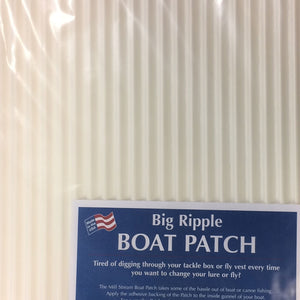 Big Ripple
BOAT PATCH
Tired of digging through your tackle box or fly vest every time
you want to change your lure or fly?
The Mill Stream Boat Patch takes some of the hassle out of boat or canoe fishing.
Apply the adhesive backing of the Patch to the inside gunnel of your boat.